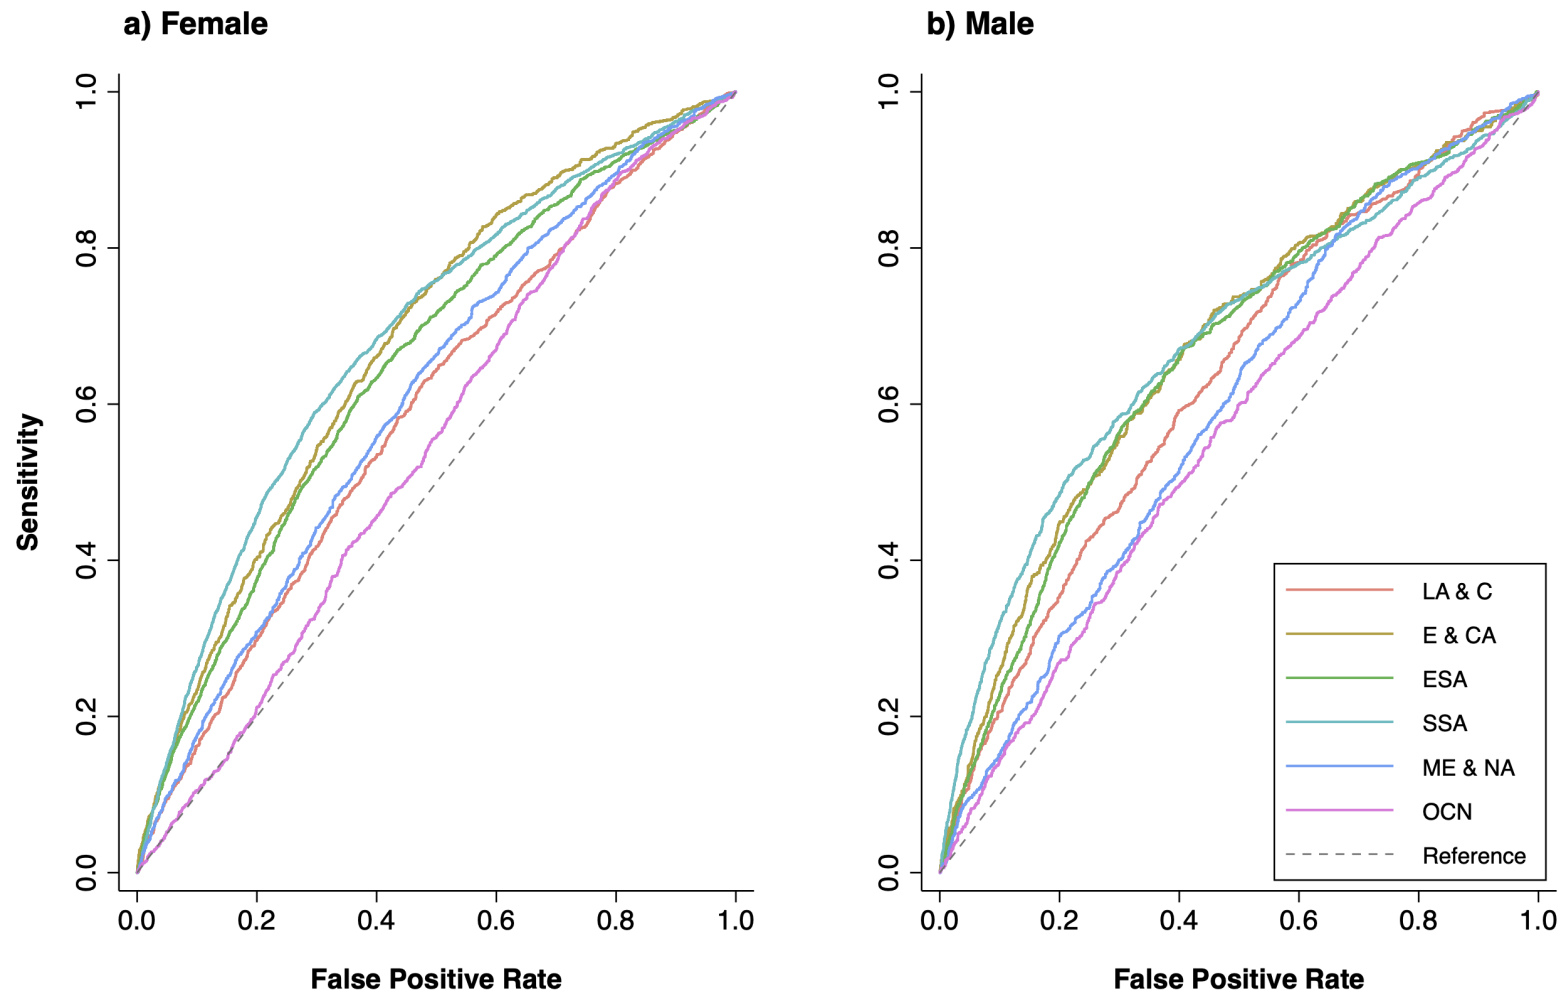 a) Female
b) Male
Sensitivity
1.0
0.8
0.6
0.4
0.2
0.0
0.0 0.2 0.4 0.6 0.8 1.0
False Positive Rate
1.0
0.8
0.6
0.4
0.2
0.0
0.0 0.2 0.4 0.6 0.8 1.0
False Positive Rate
LA & C
E & CA
ESA
SSA
ME & NA
OCN
Reference